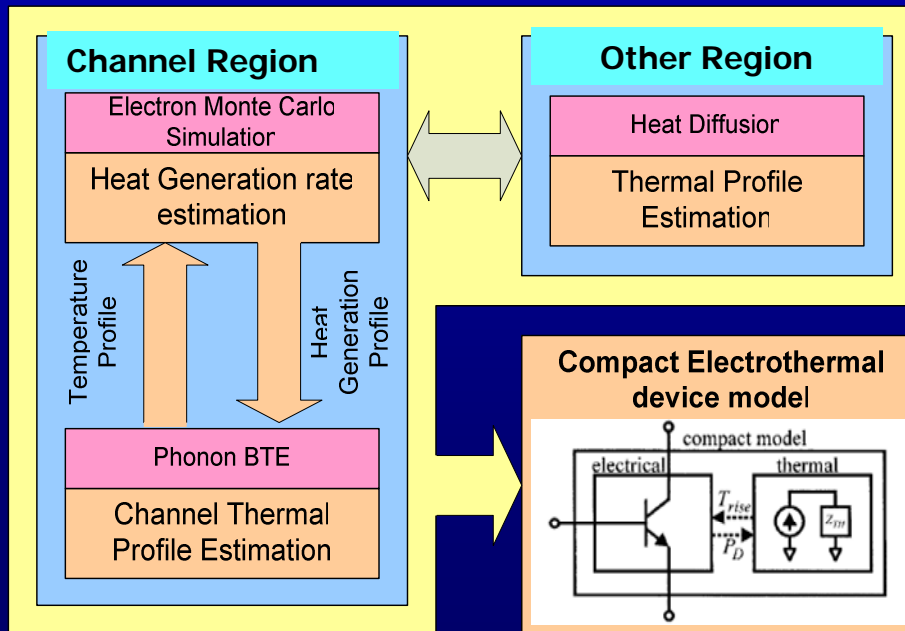 Channel Region
Electron Monte Carlo
Simulation
Heat Generation rate
estimation
Temperature
Profile
Heat
Generation
Profile
Phonon BTE
Channel Thermal
Profile Estimation
Other Region
Heat Diffusion
Thermal Profile
Estimation
Compact Electrothermal
device model
compact model
electrical
thermal
T_rise
P_D
Z_TH